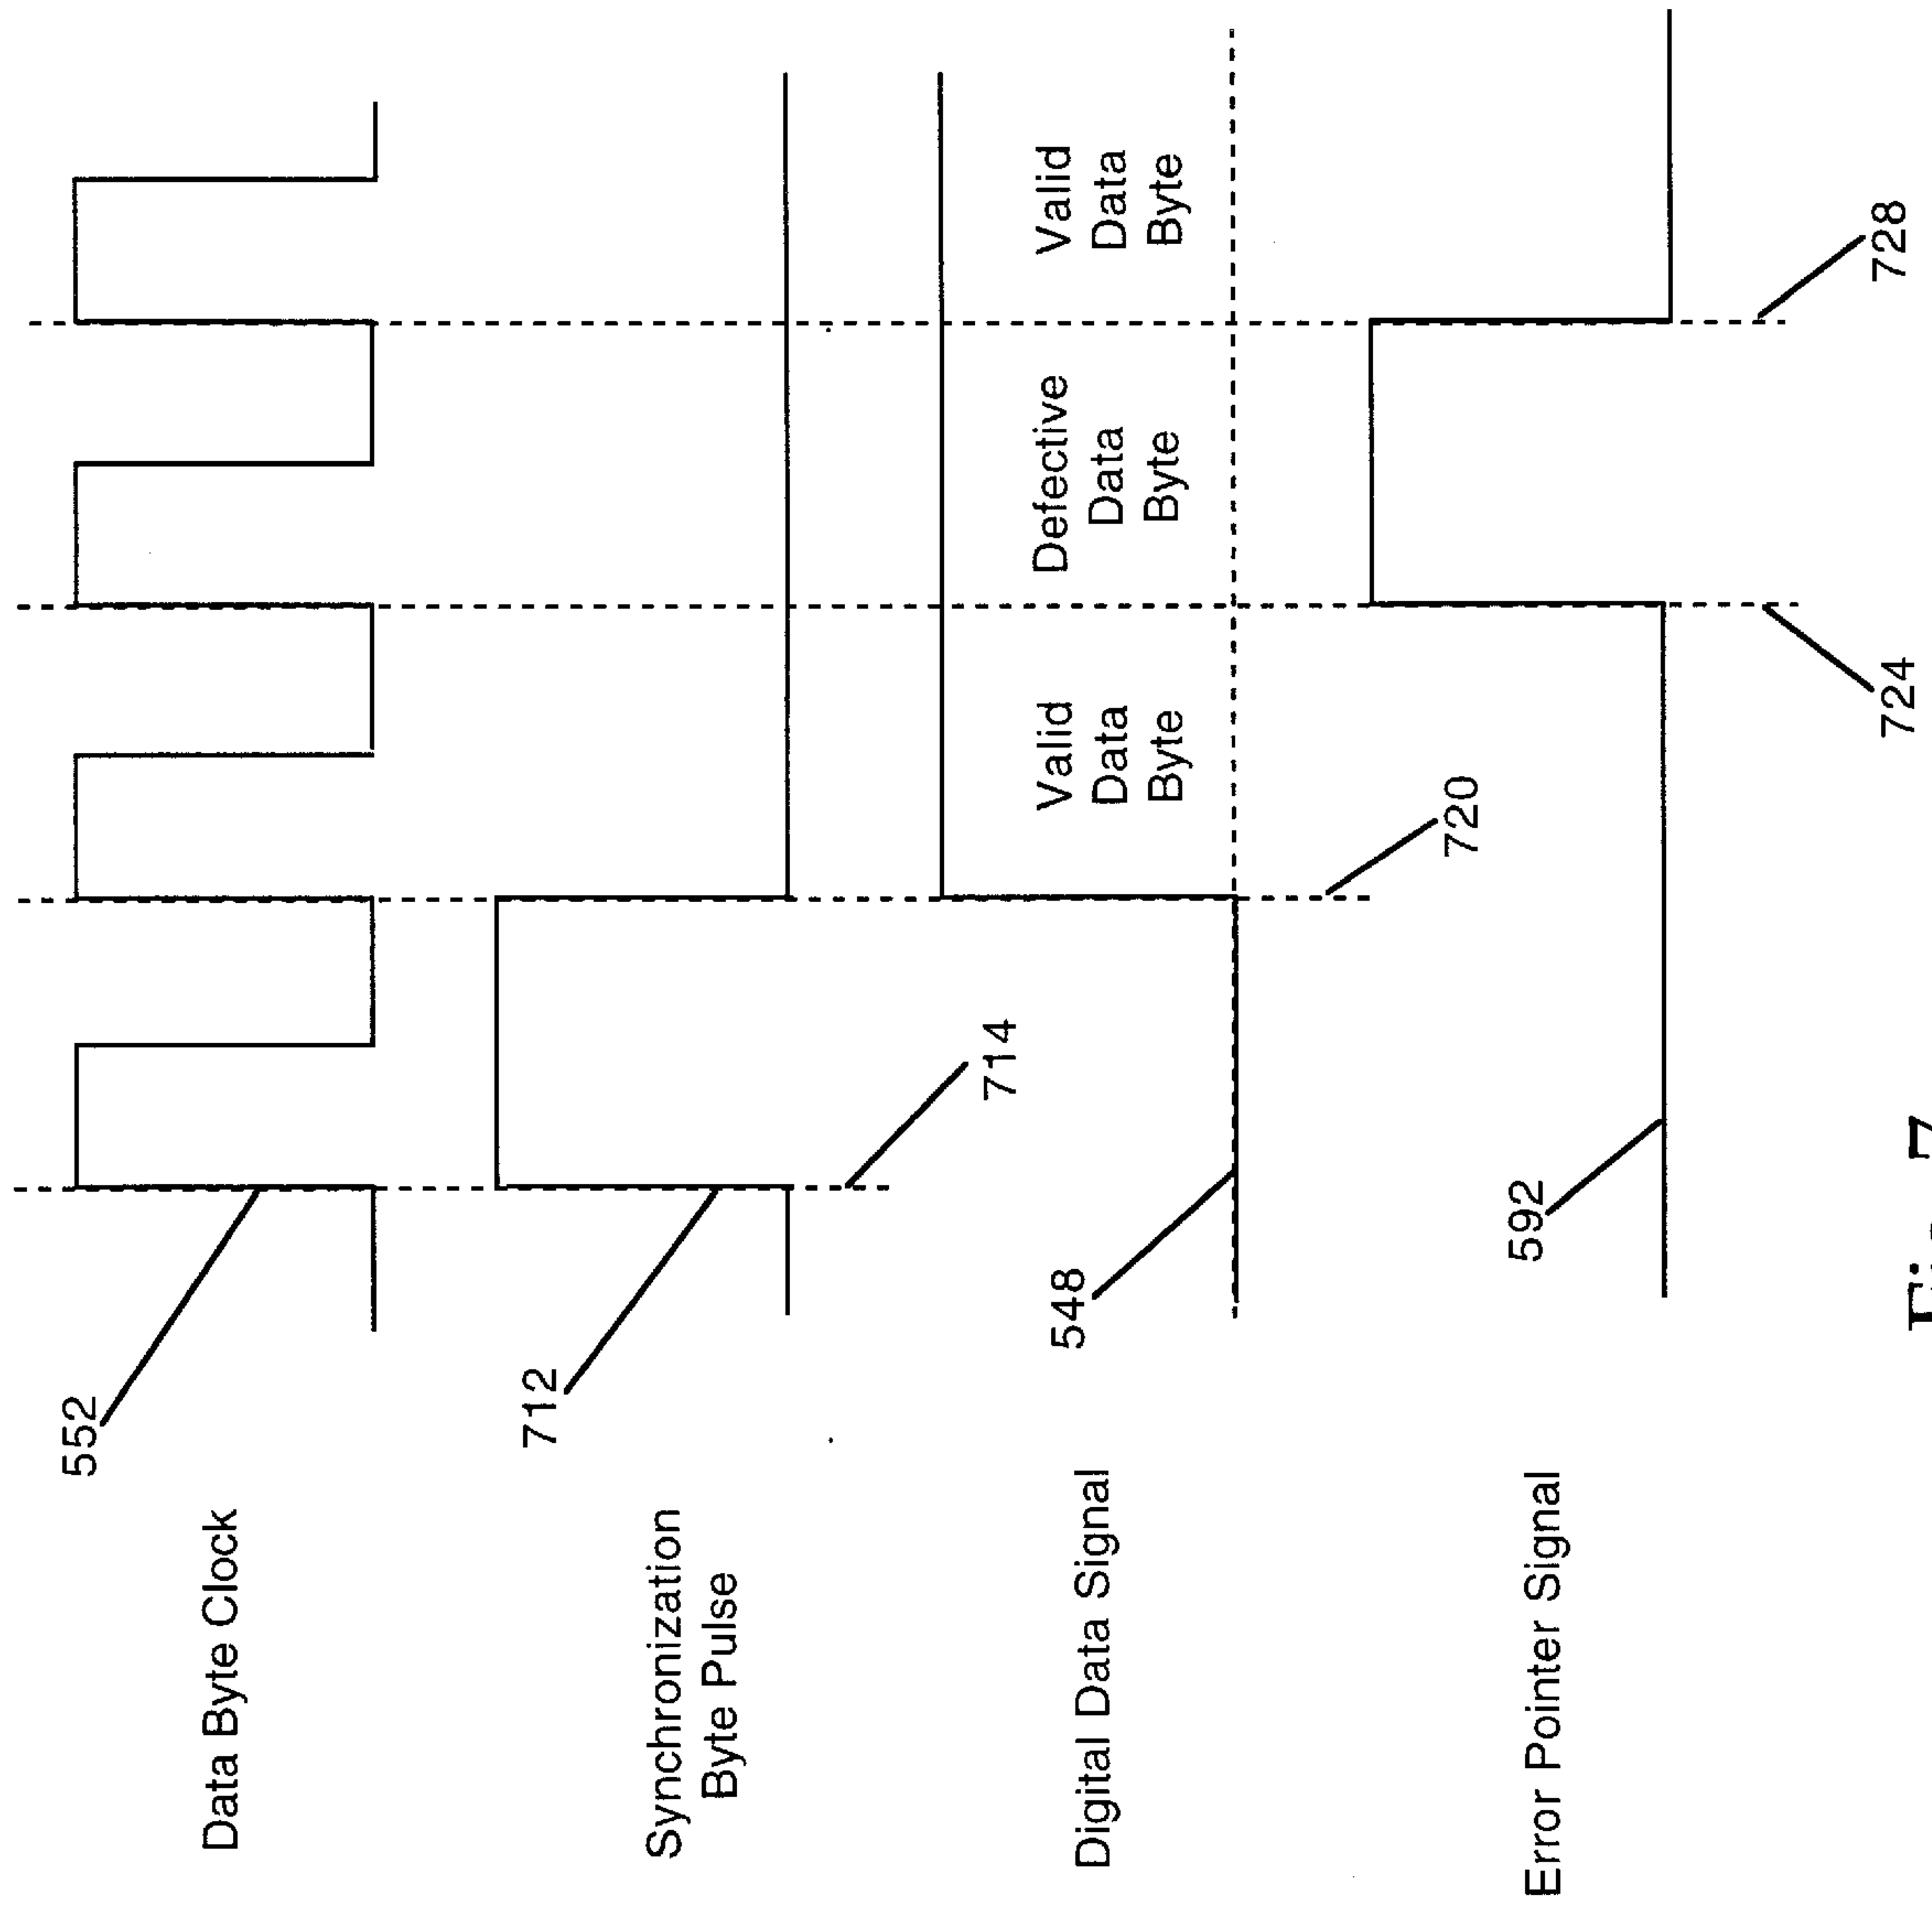 Data Byte Clock
552
Synchronization
Byte Pulse
712
714
Digital Data Signal
548
Valid
Data
Byte
Defective
Data
Byte
Valid
Data
Byte
720
Error Pointer Signal
592
724
728